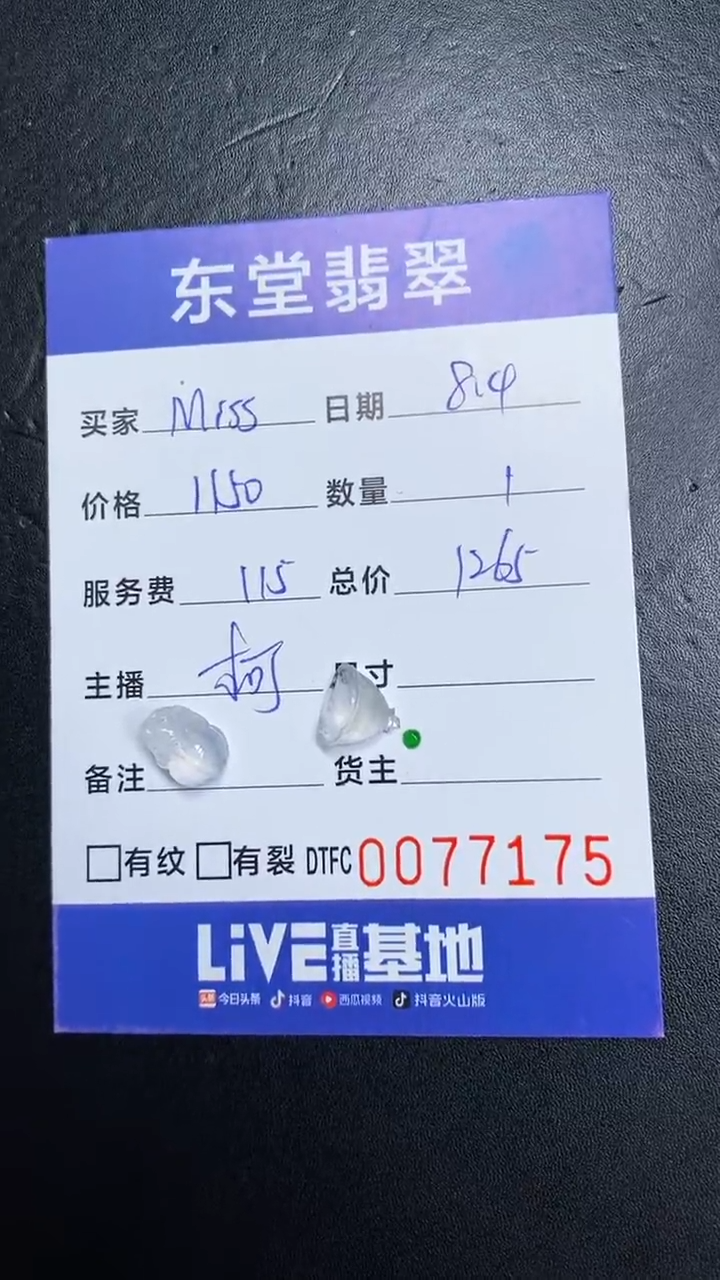 东堂翡翠
买家 Miss 日期 8.4
价格 1150 数量 1
服务费 115 总价 1265
主播 柯 尺寸
备注 货主
有纹 有裂 DTFC 0077175
LiVE直播基地
头条 今日头条 抖音 西瓜视频 抖音火山版